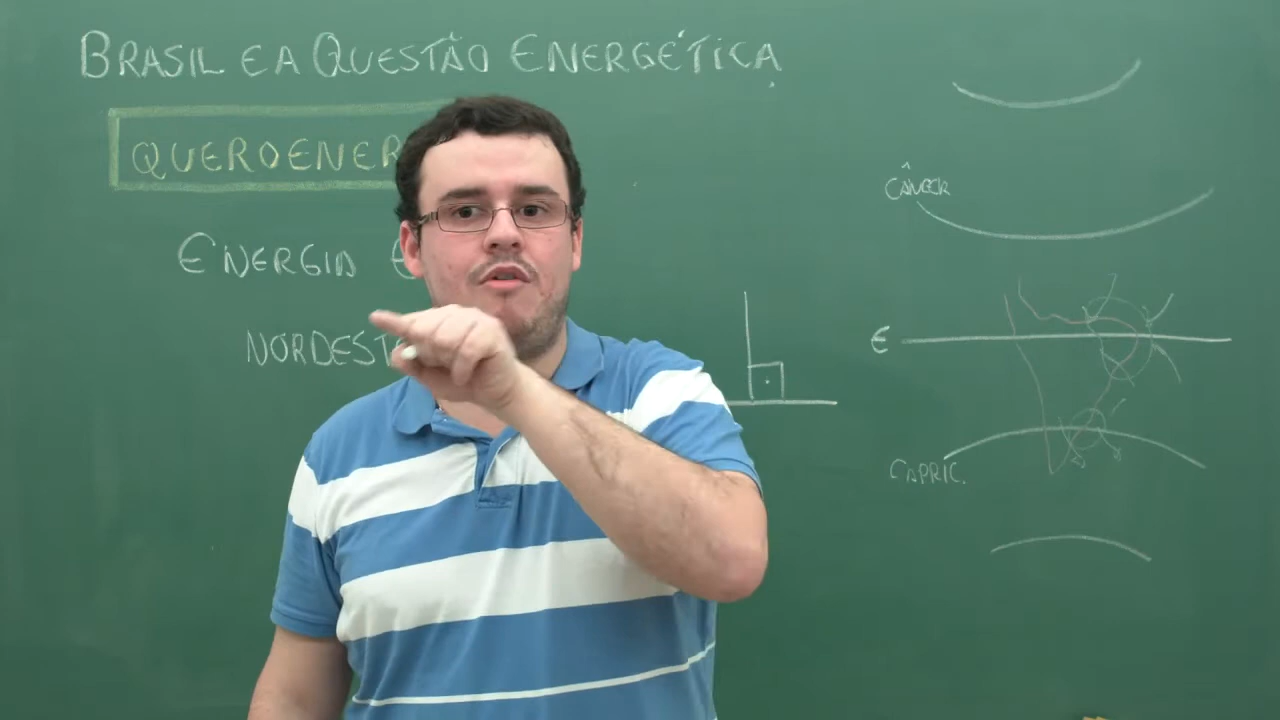 BRASIL E A QUESTÃO ENERGÉTICA
QUEROENER
ENERGIA E
NORDEST
CÂNCER
E
CAPRIC.